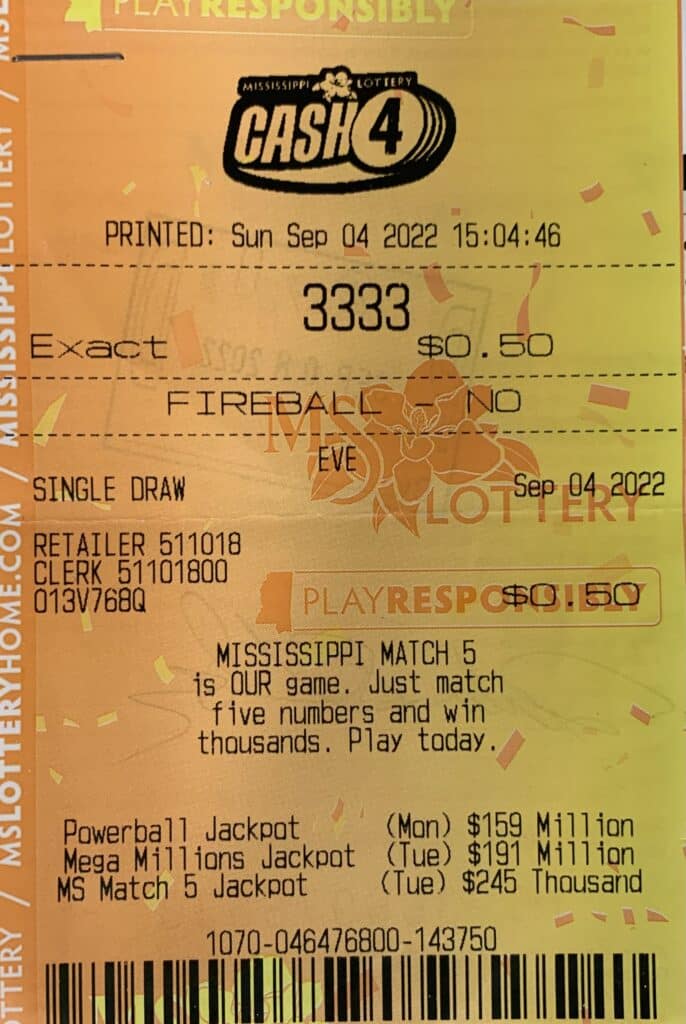 PLAYRESPONSIBLY
MISSISSIPPI LOTTERY
CASH 4
PRINTED: Sun Sep 04 2022 15:04:46
3333
Exact $0.50
FIREBALL - NO
MS
LOTTERY
EVE
SINGLE DRAW Sep 04 2022
RETAILER 511018
CLERK 51101800
013V768Q $0.50
PLAYRESPONSIBLY
MISSISSIPPI MATCH 5
is OUR game. Just match
five numbers and win
thousands. Play today.
Powerball Jackpot (Mon) $159 Million
Mega Millions Jackpot (Tue) $191 Million
MS Match 5 Jackpot (Tue) $245 Thousand
1070-046476800-143750
TTERY / MSLOTTERYHOME.COM / MISSISSIPPI LOTTERY / MSL